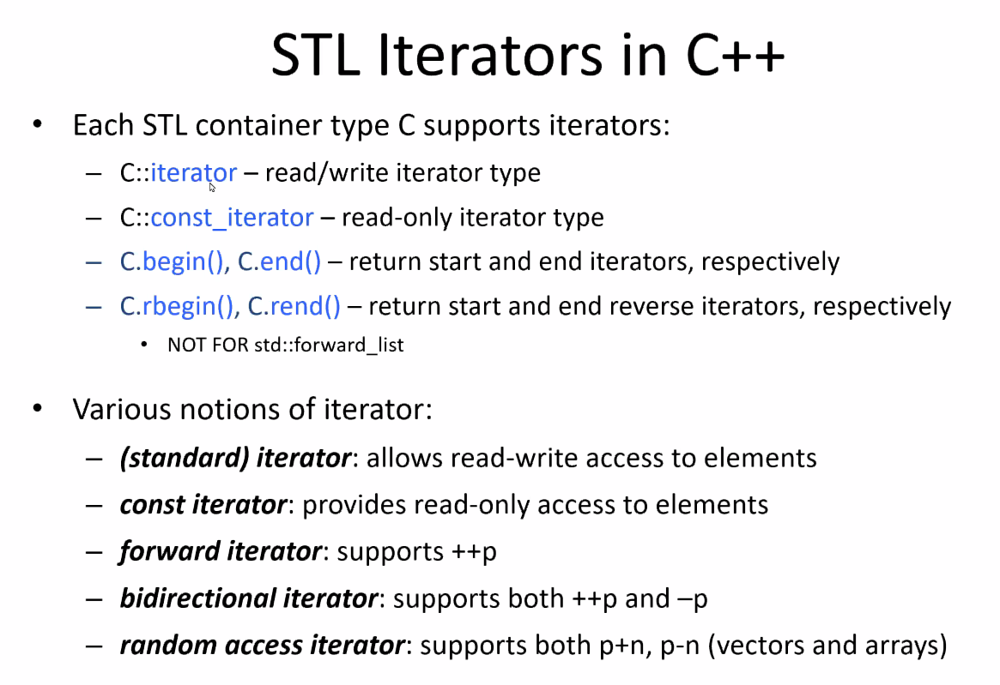 STL Iterators in C++
• Each STL container type C supports iterators:
– C::iterator – read/write iterator type
– C::const_iterator – read-only iterator type
– C.begin(), C.end() – return start and end iterators, respectively
– C.rbegin(), C.rend() – return start and end reverse iterators, respectively
• NOT FOR std::forward_list
• Various notions of iterator:
– (standard) iterator: allows read-write access to elements
– const iterator: provides read-only access to elements
– forward iterator: supports ++p
– bidirectional iterator: supports both ++p and –p
– random access iterator: supports both p+n, p-n (vectors and arrays)